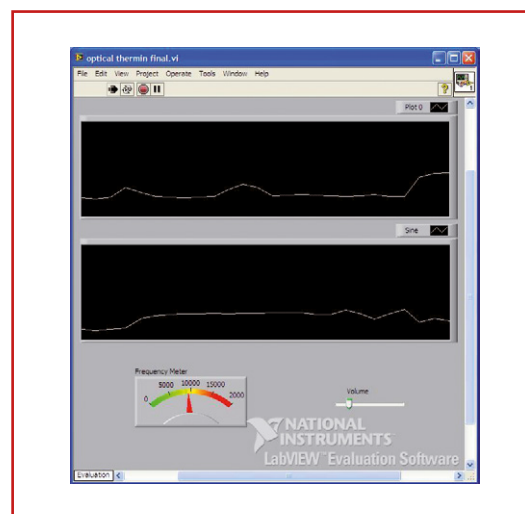 optical thermin final.vi
File Edit View Project Operate Tools Window Help
Plot 0
Sine
Frequency Meter
0 5000 10000 15000 2000
Volume
NATIONAL INSTRUMENTS
LabVIEW™ Evaluation Software
Evaluation